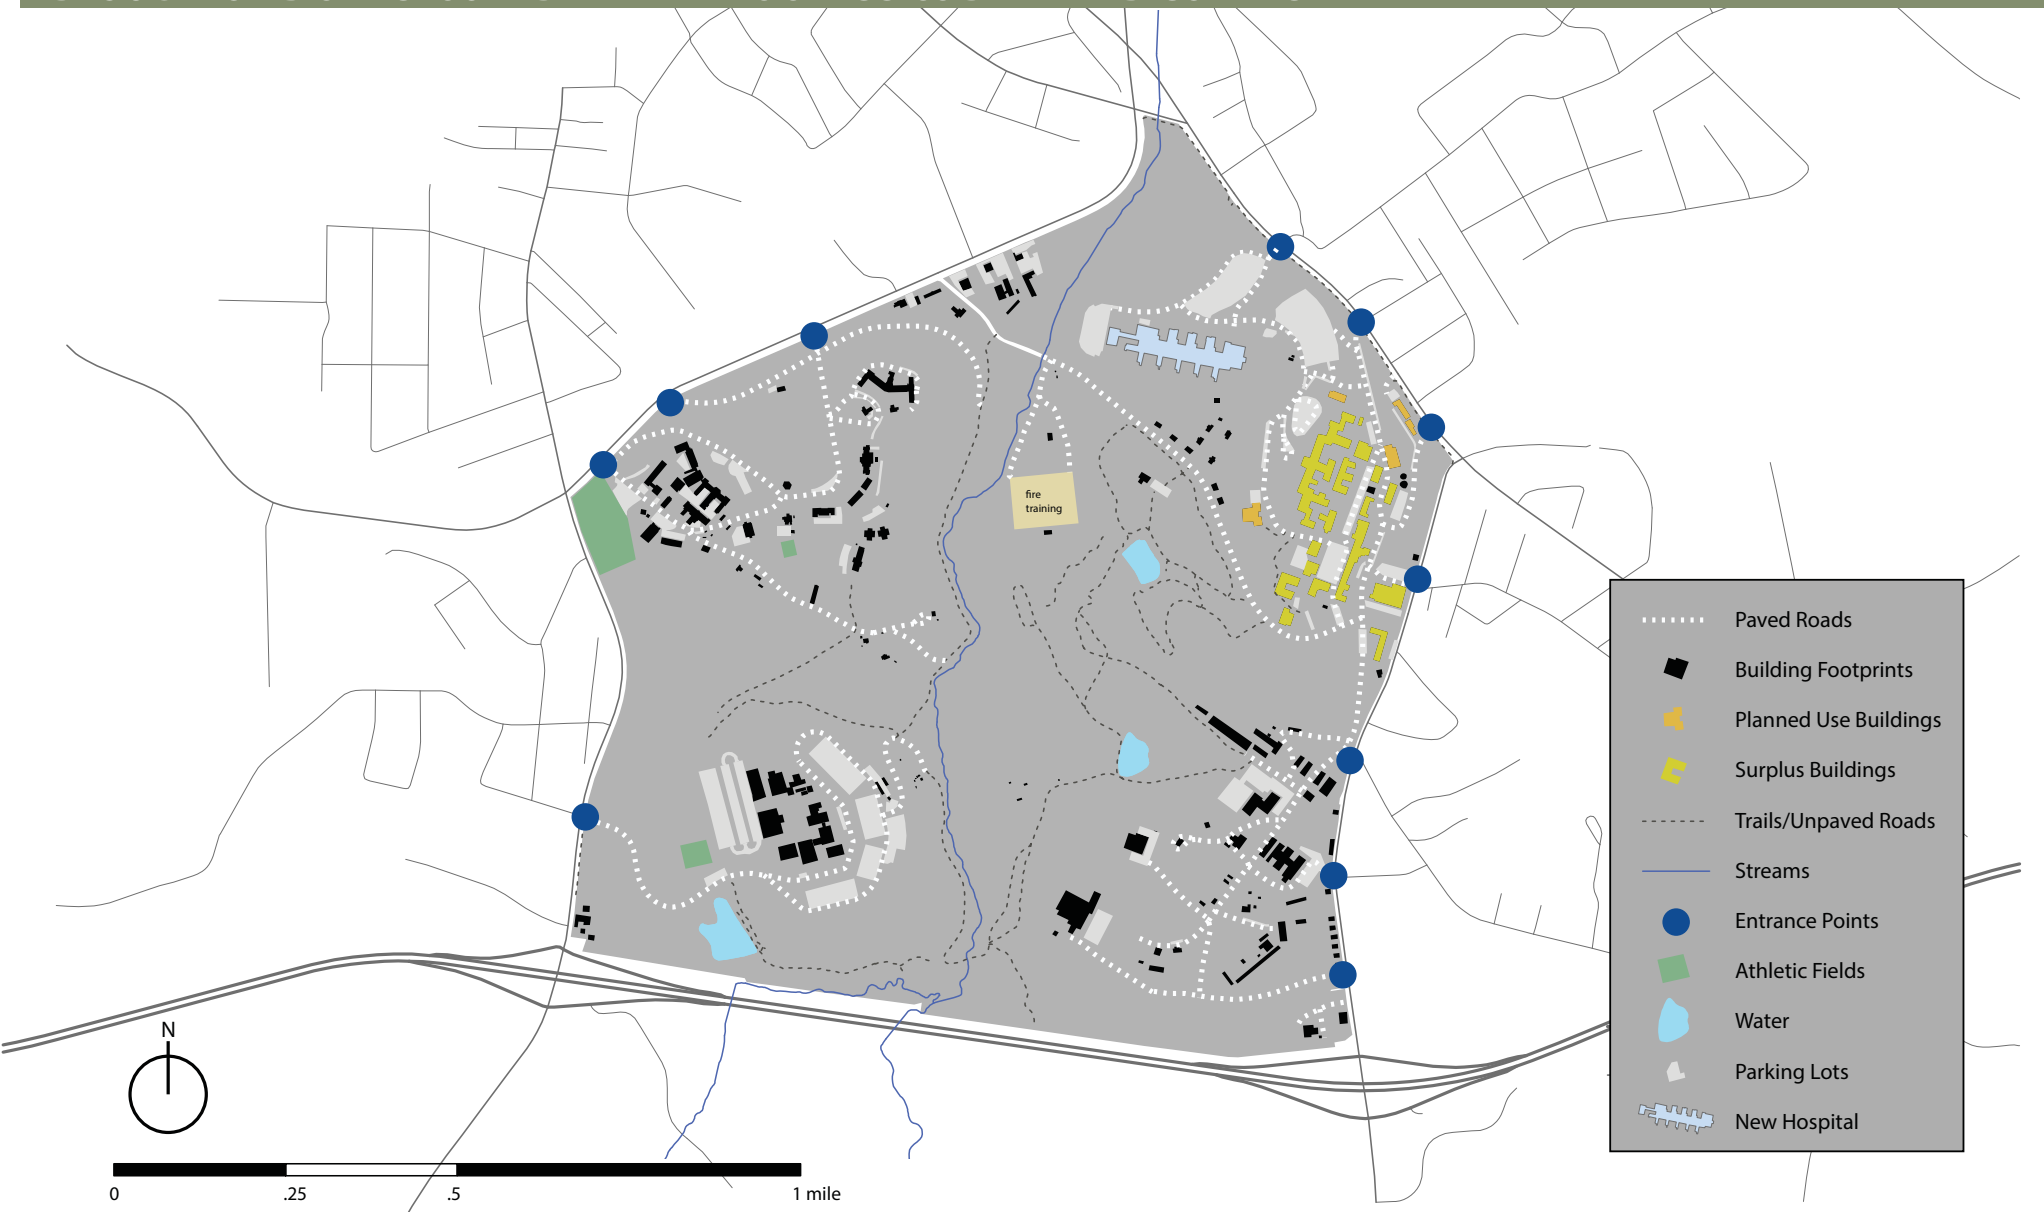 fire
training
Paved Roads
Building Footprints
Planned Use Buildings
Surplus Buildings
Trails/Unpaved Roads
Streams
Entrance Points
Athletic Fields
Water
Parking Lots
New Hospital
N
0 .25 .5 1 mile